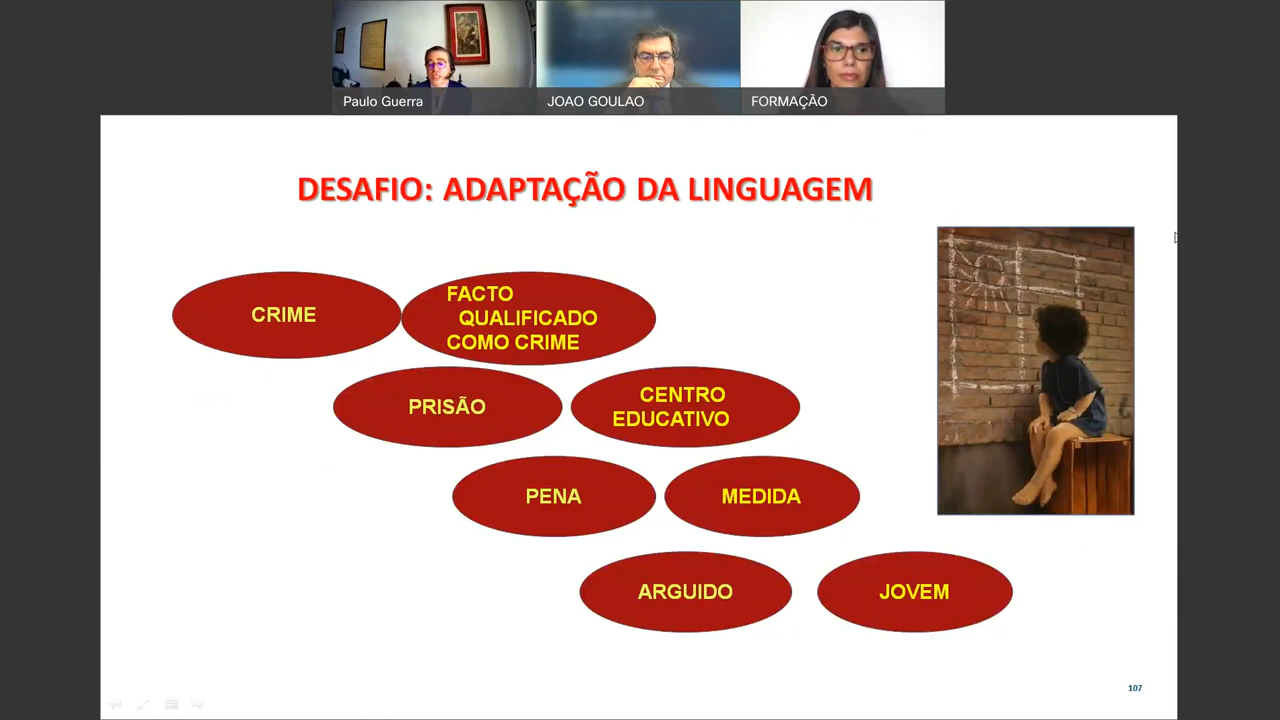 Paulo Guerra
JOAO GOULAO
FORMAÇÃO
DESAFIO: ADAPTAÇÃO DA LINGUAGEM
CRIME
FACTO
QUALIFICADO
COMO CRIME
PRISÃO
CENTRO
EDUCATIVO
PENA
MEDIDA
ARGUIDO
JOVEM
107